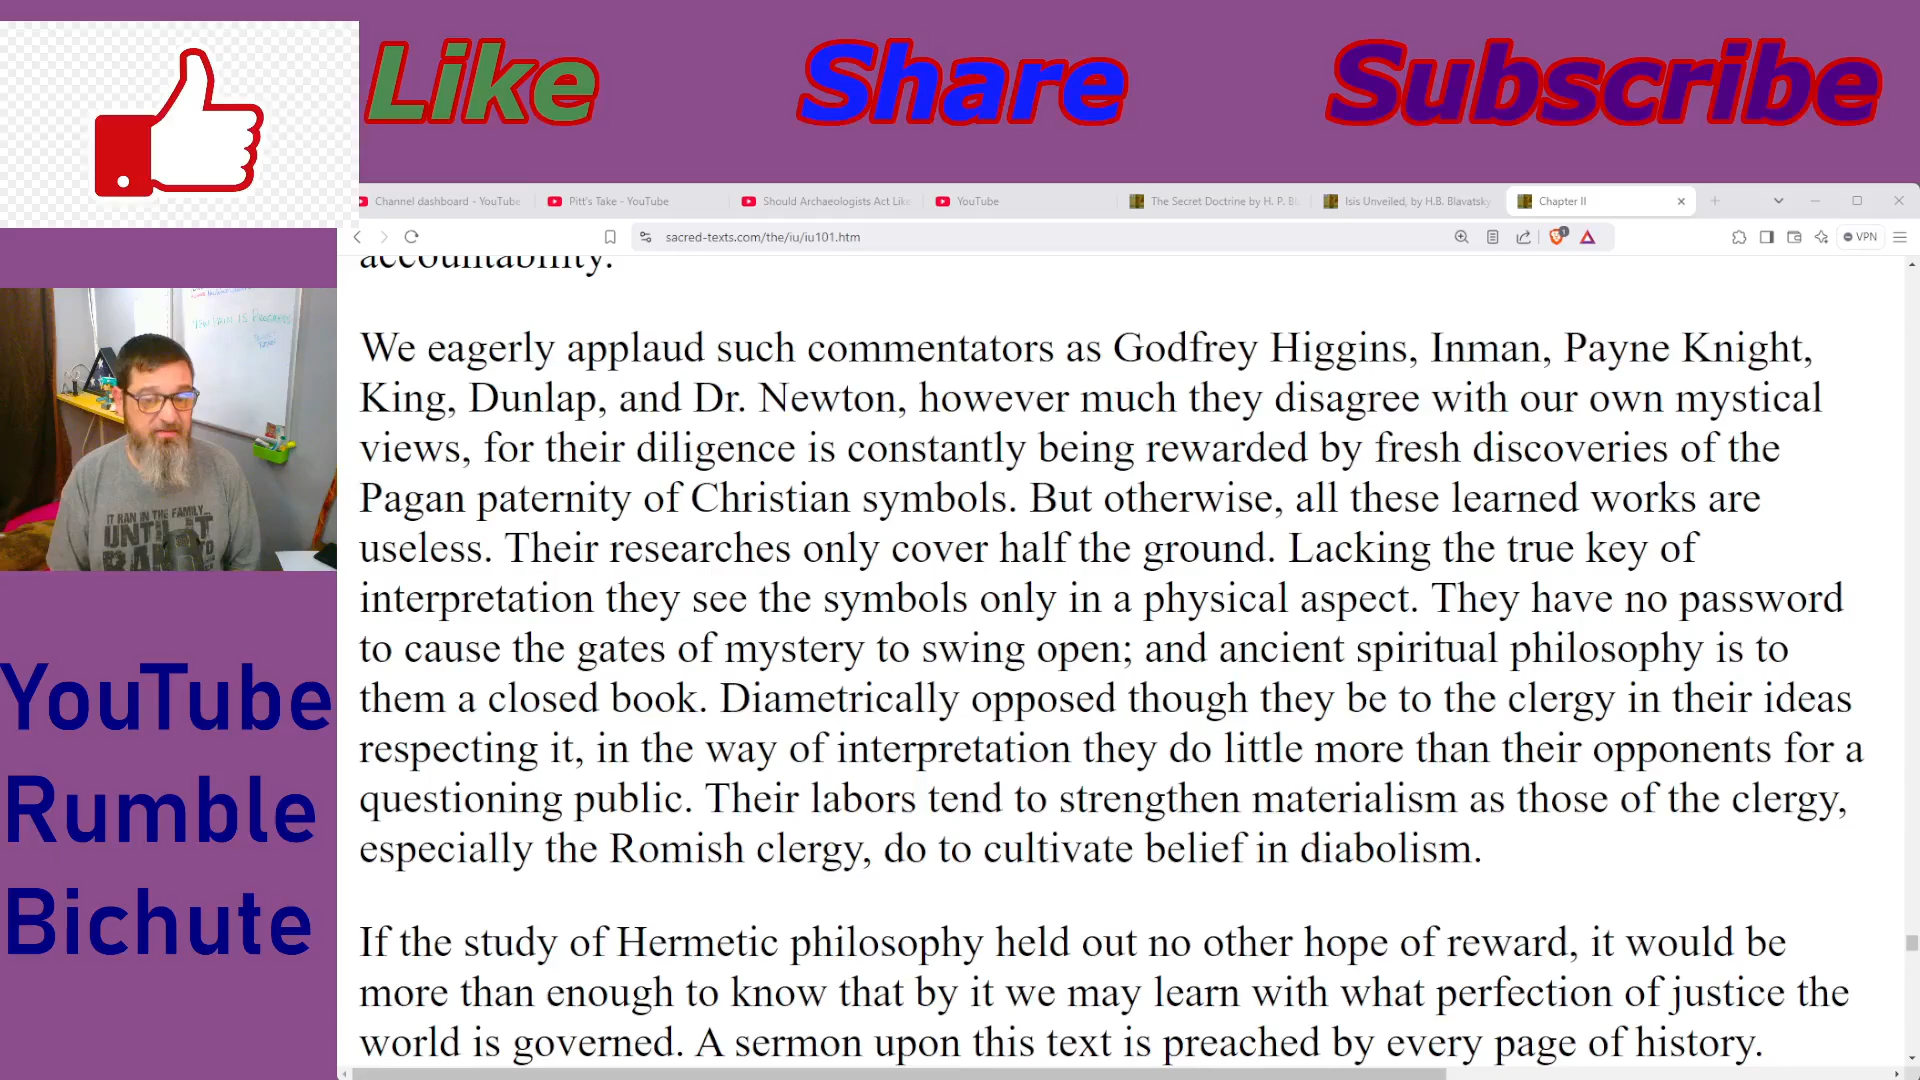 Like
Share
Subscribe
Channel dashboard - YouTube
Pitt's Take - YouTube
Should Archaeologists Act Like
YouTube
The Secret Doctrine by H. P. Bl
Isis Unveiled, by H.B. Blavatsky
Chapter II
sacred-texts.com/the/iu/iu101.htm
1
VPN
accountability.
We eagerly applaud such commentators as Godfrey Higgins, Inman, Payne Knight,
King, Dunlap, and Dr. Newton, however much they disagree with our own mystical
views, for their diligence is constantly being rewarded by fresh discoveries of the
Pagan paternity of Christian symbols. But otherwise, all these learned works are
useless. Their researches only cover half the ground. Lacking the true key of
interpretation they see the symbols only in a physical aspect. They have no password
to cause the gates of mystery to swing open; and ancient spiritual philosophy is to
them a closed book. Diametrically opposed though they be to the clergy in their ideas
respecting it, in the way of interpretation they do little more than their opponents for a
questioning public. Their labors tend to strengthen materialism as those of the clergy,
especially the Romish clergy, do to cultivate belief in diabolism.
If the study of Hermetic philosophy held out no other hope of reward, it would be
more than enough to know that by it we may learn with what perfection of justice the
world is governed. A sermon upon this text is preached by every page of history.
IT RAN IN THE FAMILY...
UNTIL IT
RAN
YouTube
Rumble
Bichute